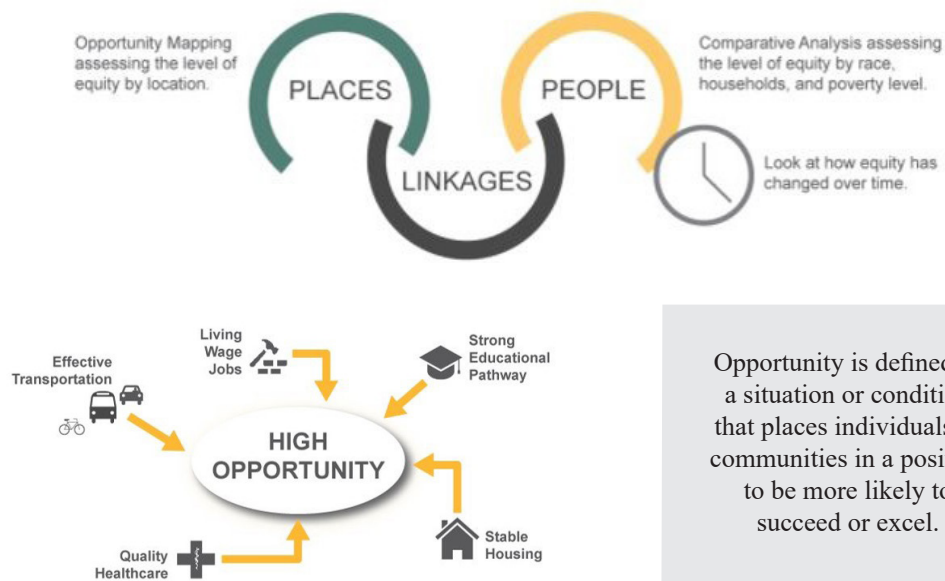 Opportunity Mapping
assessing the level of
equity by location.
PLACES
LINKAGES
PEOPLE
Comparative Analysis assessing
the level of equity by race,
households, and poverty level.
Look at how equity has
changed over time.
Effective
Transportation
Living
Wage
Jobs
Strong
Educational
Pathway
HIGH
OPPORTUNITY
Quality
Healthcare
Stable
Housing
Opportunity is defined
a situation or
that places individuals
communities in a
to be more likely
succeed or excel.